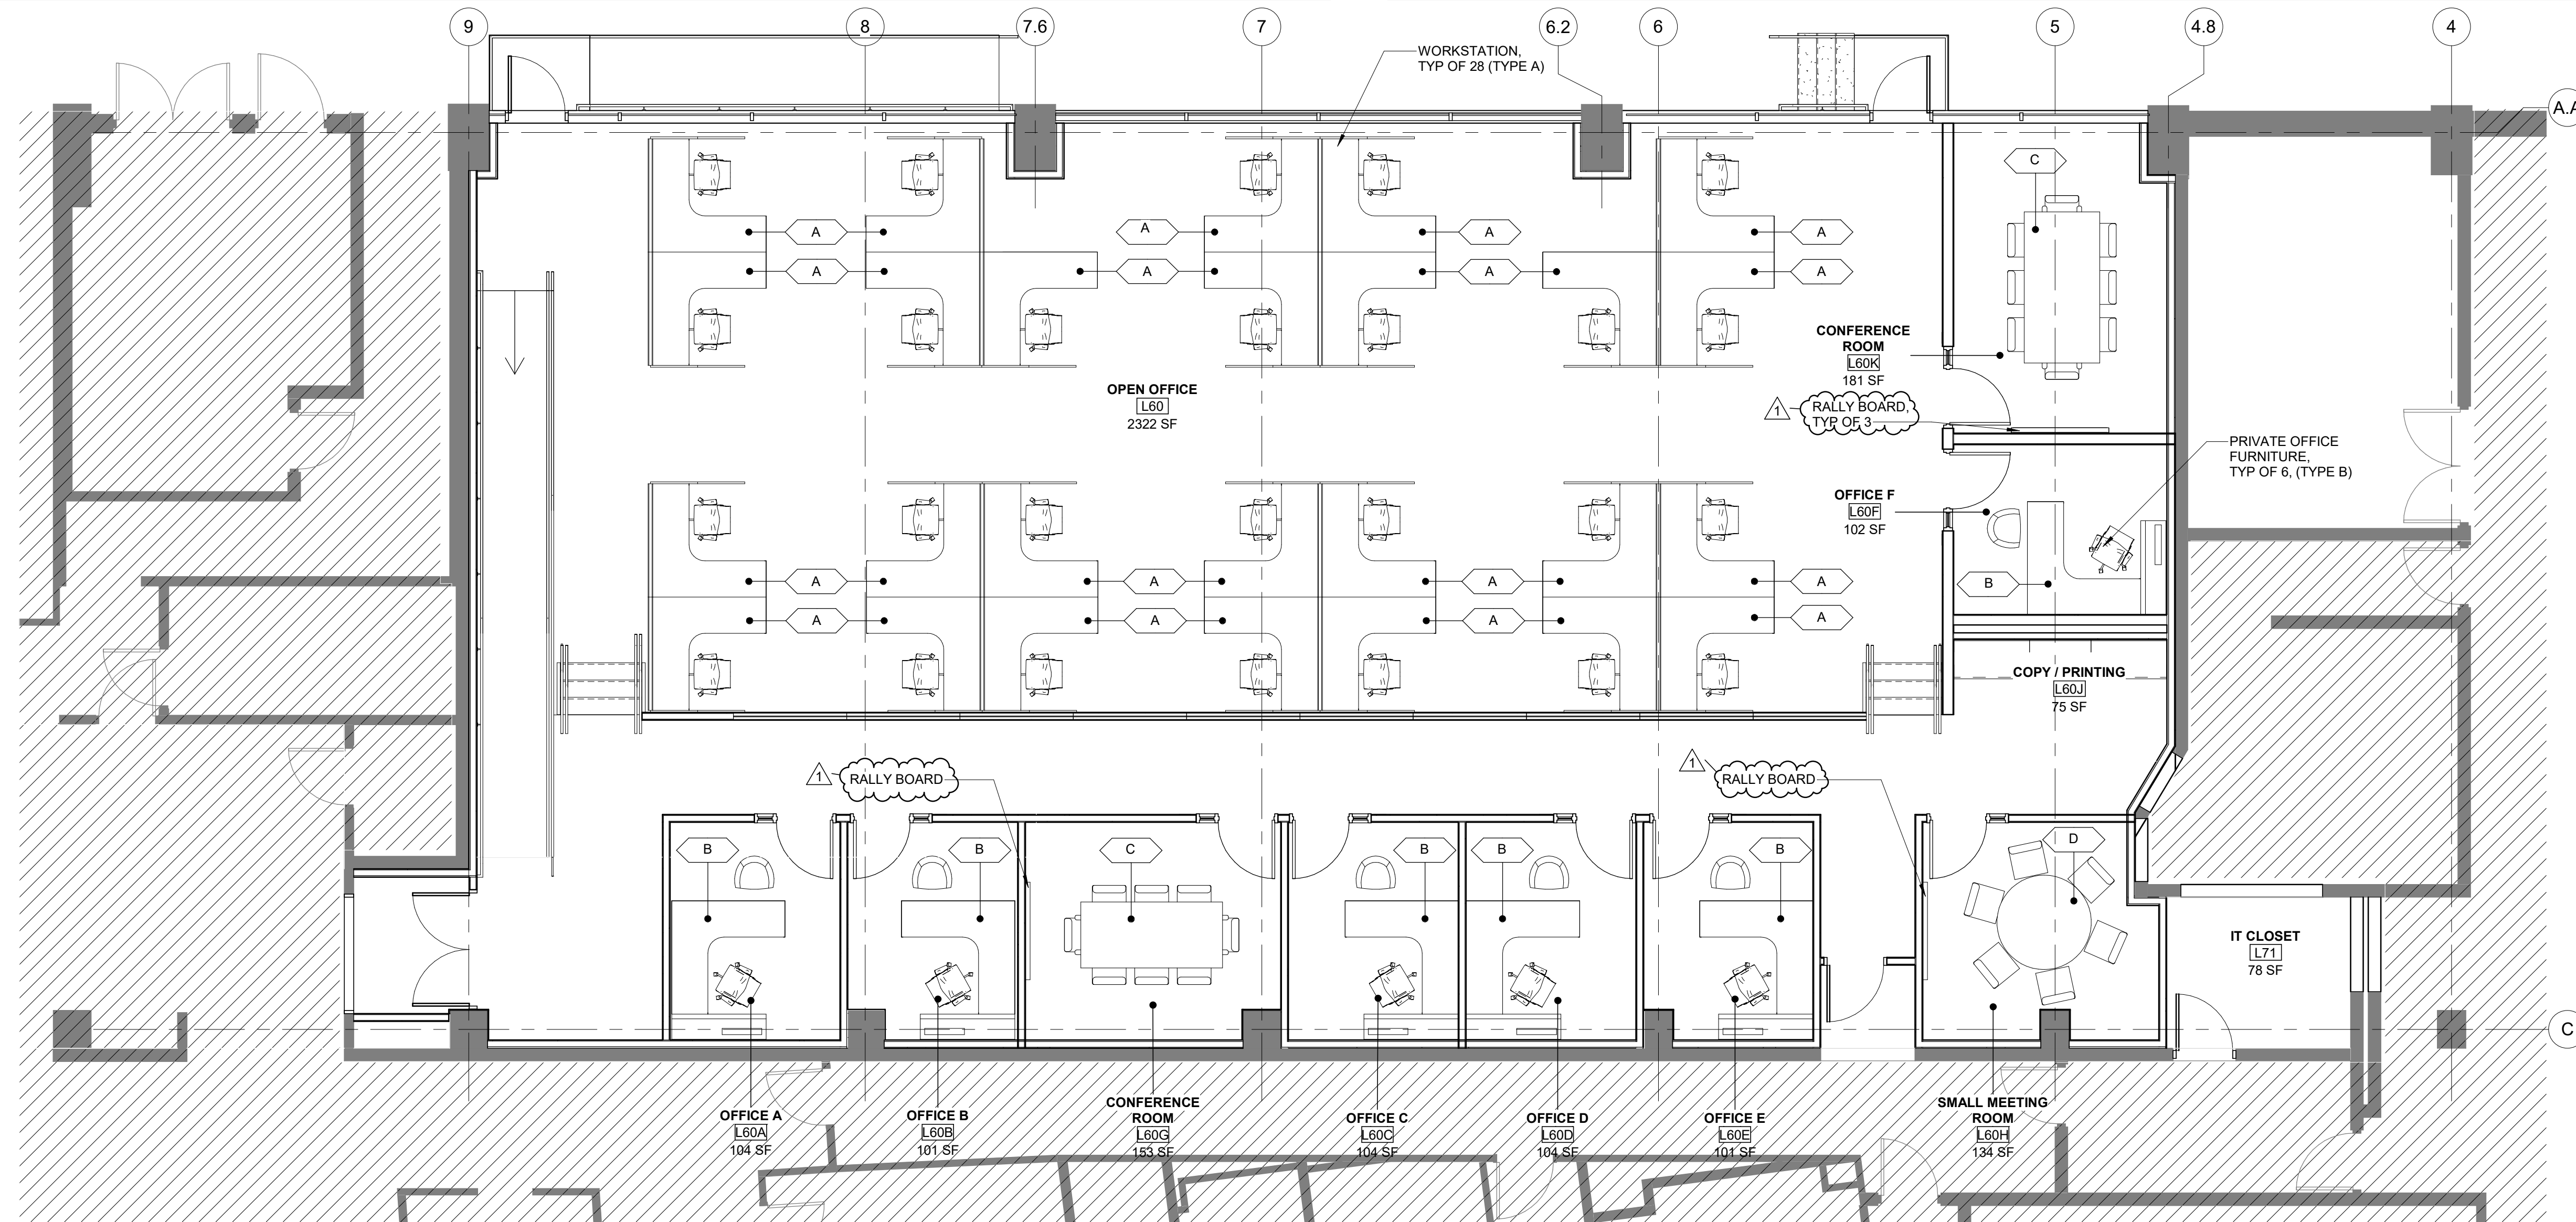 9
8
7.6
7
6.2
6
5
4.8
4
WORKSTATION,
TYP OF 28 (TYPE A)
C
A
A
A
A
A
A
A
A
A
CONFERENCE
ROOM
L60K
181 SF
OPEN OFFICE
L60
2322 SF
1
RALLY BOARD,
TYP OF 3
PRIVATE OFFICE
FURNITURE,
TYP OF 6, (TYPE B)
OFFICE F
L60F
102 SF
A
A
A
A
B
A
A
A
A
COPY / PRINTING
L60J
75 SF
1
RALLY BOARD
1
RALLY BOARD
B
B
C
B
B
B
D
IT CLOSET
L71
78 SF
C
OFFICE A
L60A
104 SF
OFFICE B
L60B
101 SF
CONFERENCE
ROOM
L60G
153 SF
OFFICE C
L60C
104 SF
OFFICE D
L60D
104 SF
OFFICE E
L60E
101 SF
SMALL MEETING
ROOM
L60H
134 SF